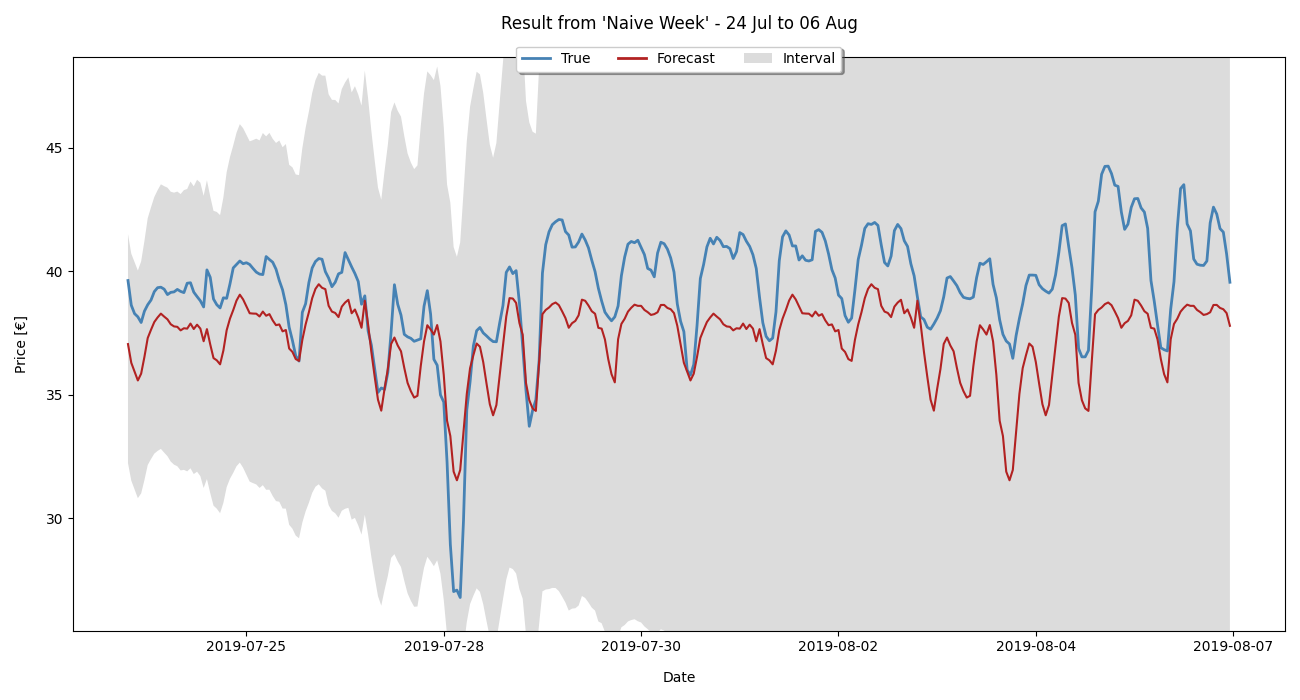 Result from 'Naive Week' - 24 Jul to 06 Aug
True Forecast Interval
Price [€]
45
40
35
30
2019-07-25 2019-07-28 2019-07-30 2019-08-02 2019-08-04 2019-08-07
Date